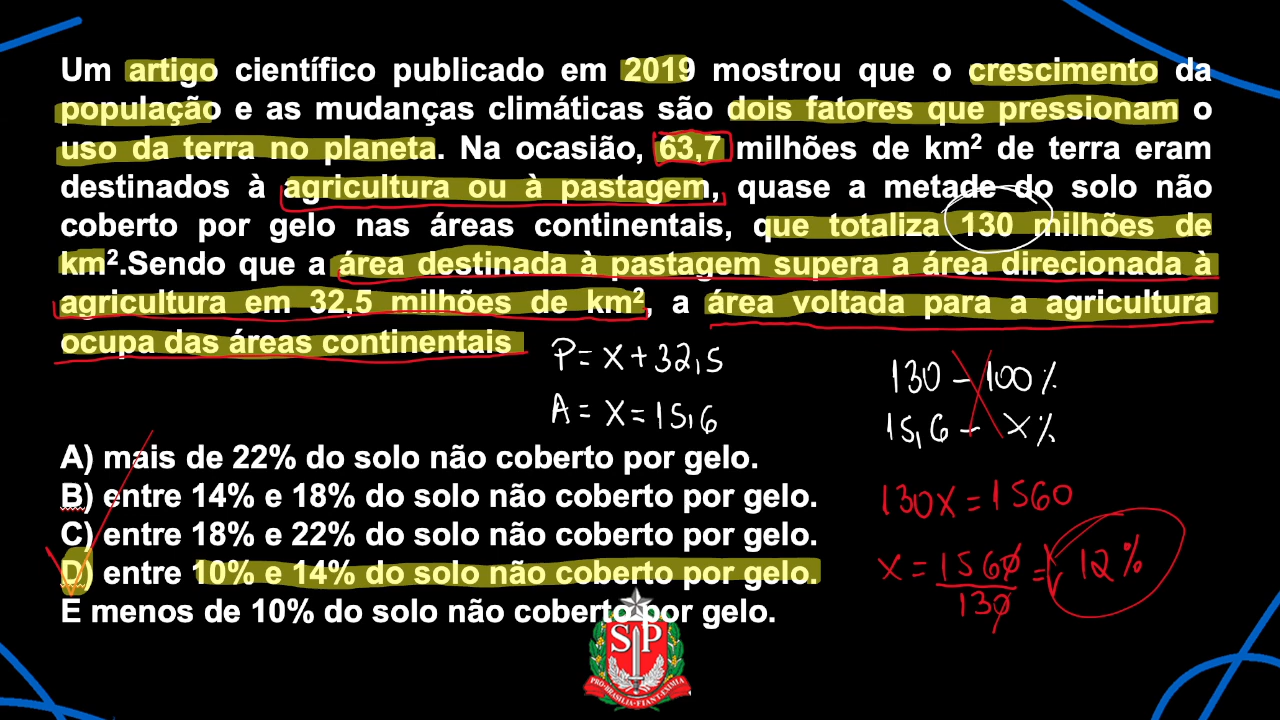 Um artigo científico publicado em 2019 mostrou que o crescimento da
população e as mudanças climáticas são dois fatores que pressionam o
uso da terra no planeta. Na ocasião, 63,7 milhões de km² de terra eram
destinados à agricultura ou à pastagem, quase a metade do solo não
coberto por gelo nas áreas continentais, que totaliza 130 milhões de
km².Sendo que a área destinada à pastagem supera a área direcionada à
agricultura em 32,5 milhões de km², a área voltada para a agricultura
ocupa das áreas continentais
P = X + 32,5
A = X = 15,6
130 – 100%
15,6 – X%
A) mais de 22% do solo não coberto por gelo.
B) entre 14% e 18% do solo não coberto por gelo.
C) entre 18% e 22% do solo não coberto por gelo.
D) entre 10% e 14% do solo não coberto por gelo.
E menos de 10% do solo não coberto por gelo.
130X = 1560
X = 1560 = 12%
130
SP
PRÓ-BRASILIA-FIANT-EXIMIA